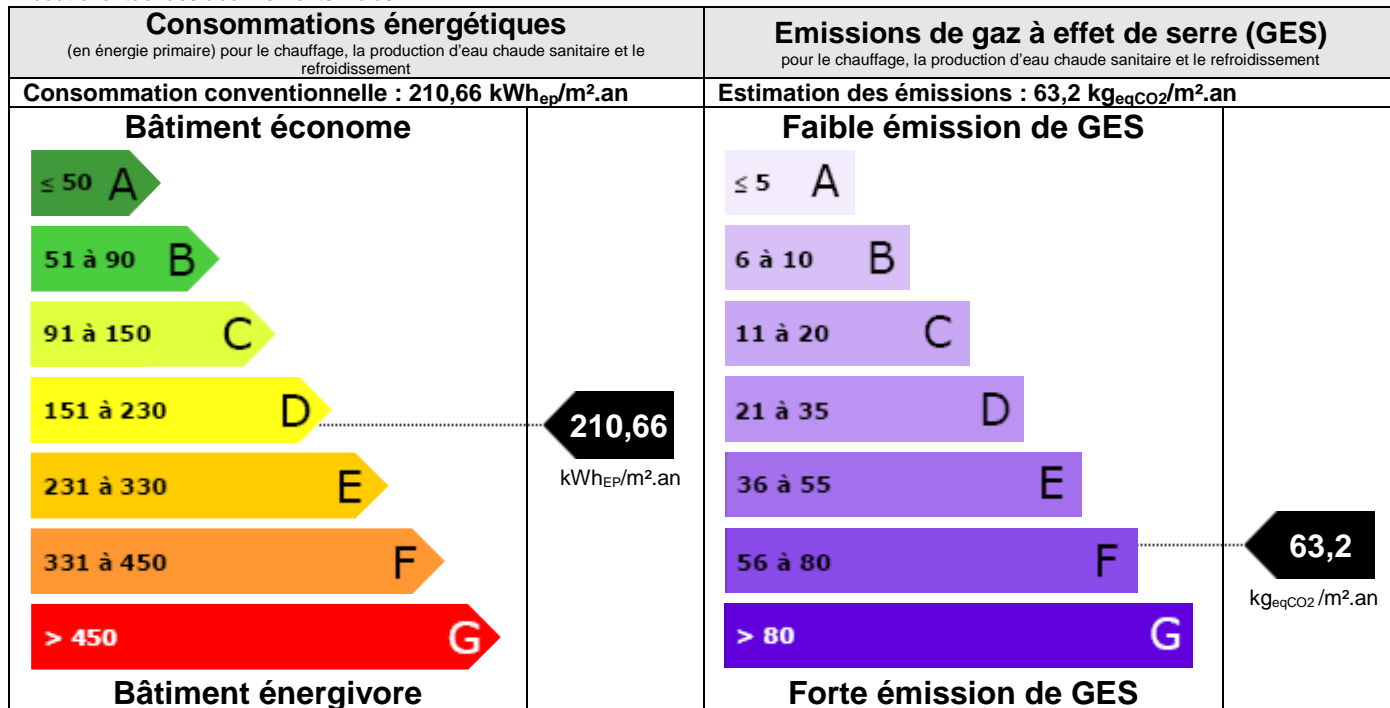 Consommations énergétiques
(en énergie primaire) pour le chauffage, la production d'eau chaude sanitaire et le
refroidissement
Consommation conventionnelle : 210,66 kWhep/m².an
Bâtiment économe
≤ 50 A
51 à 90 B
91 à 150 C
151 à 230 D
231 à 330 E
331 à 450 F
> 450 G
Bâtiment énergivore
210,66
kWhEP/m².an
Emissions de gaz à effet de serre (GES)
pour le chauffage, la production d'eau chaude sanitaire et le refroidissement
Estimation des émissions : 63,2 kgeqCO2/m².an
Faible émission de GES
≤ 5 A
6 à 10 B
11 à 20 C
21 à 35 D
36 à 55 E
56 à 80 F
> 80 G
Forte émission de GES
63,2
kgeqCO2 /m².an